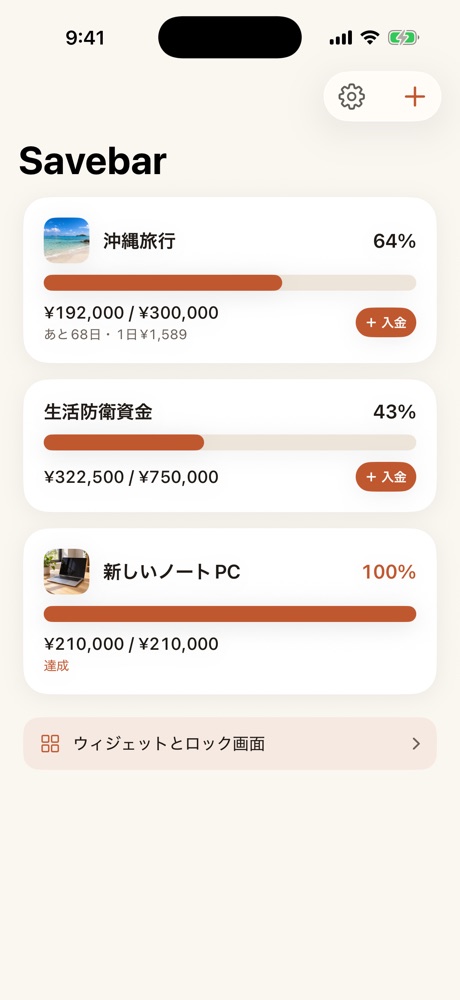 9:41
Savebar
沖縄旅行
64%
¥192,000 / ¥300,000
あと68日・1日¥1,589
+ 入金
生活防衛資金
43%
¥322,500 / ¥750,000
+ 入金
新しいノートPC
100%
¥210,000 / ¥210,000
達成
ウィジェットとロック画面